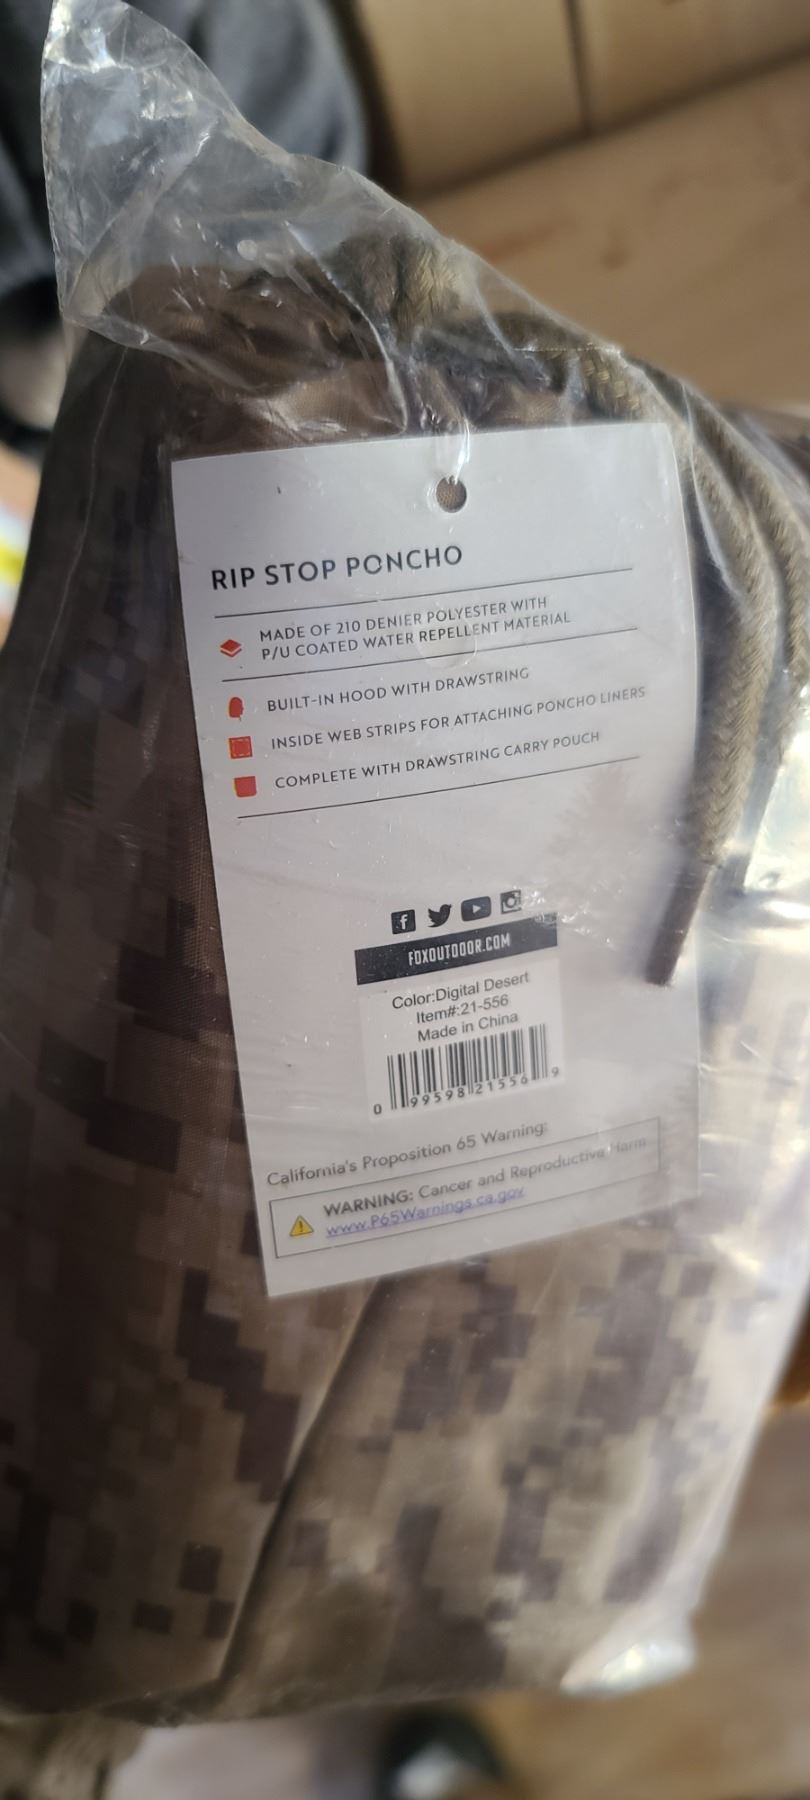 RIP STOP PONCHO
MADE OF 210 DENIER POLYESTER WITH
P/U COATED WATER REPELLENT MATERIAL
BUILT-IN HOOD WITH DRAWSTRING
INSIDE WEB STRIPS FOR ATTACHING PONCHO LINERS
COMPLETE WITH DRAWSTRING CARRY POUCH
FOXOUTDOOR.COM
Color:Digital Desert
Item#:21-556
Made in China
0 99598 21556 9
California's Proposition 65 Warning:
WARNING: Cancer and Reproductive Harm
www.P65Warnings.ca.gov